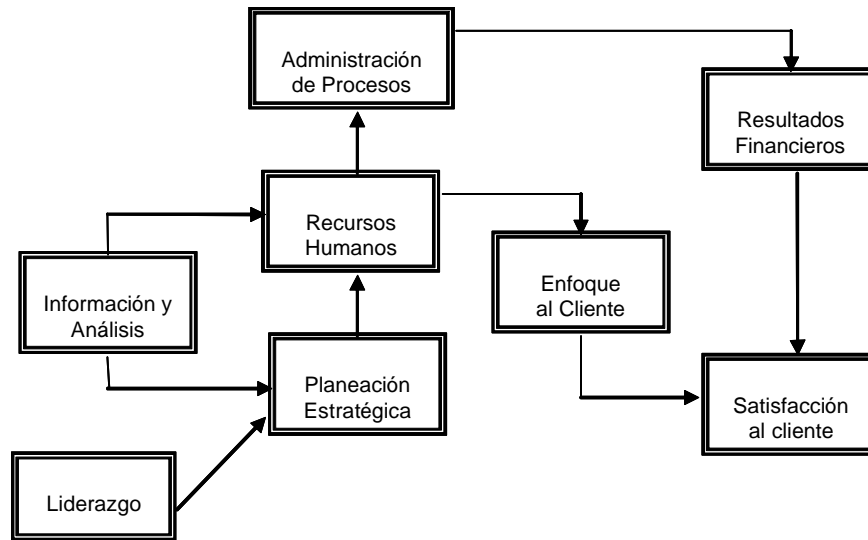 Administración
de Procesos
Resultados
Financieros
Recursos
Humanos
Enfoque
al Cliente
Información y
Análisis
Planeación
Estratégica
Satisfacción
al cliente
Liderazgo